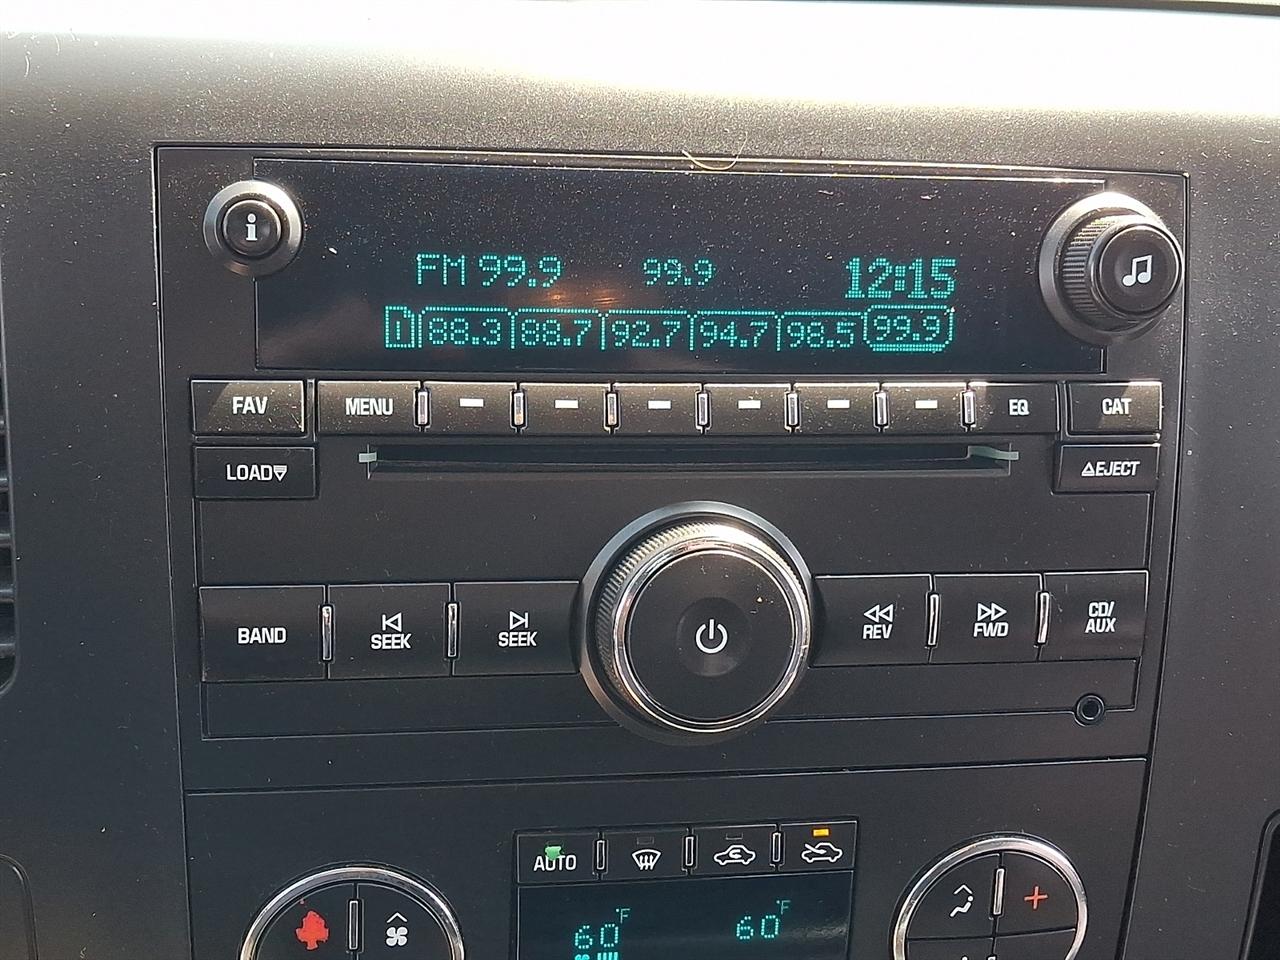 i
FM 99.9 99.9 12:15
1 88.3 88.7 92.7 94.7 98.5 99.9
FAV MENU EQ CAT
LOAD EJECT
BAND SEEK SEEK REV FWD CD/
AUX
AUTO
60°F 60°F